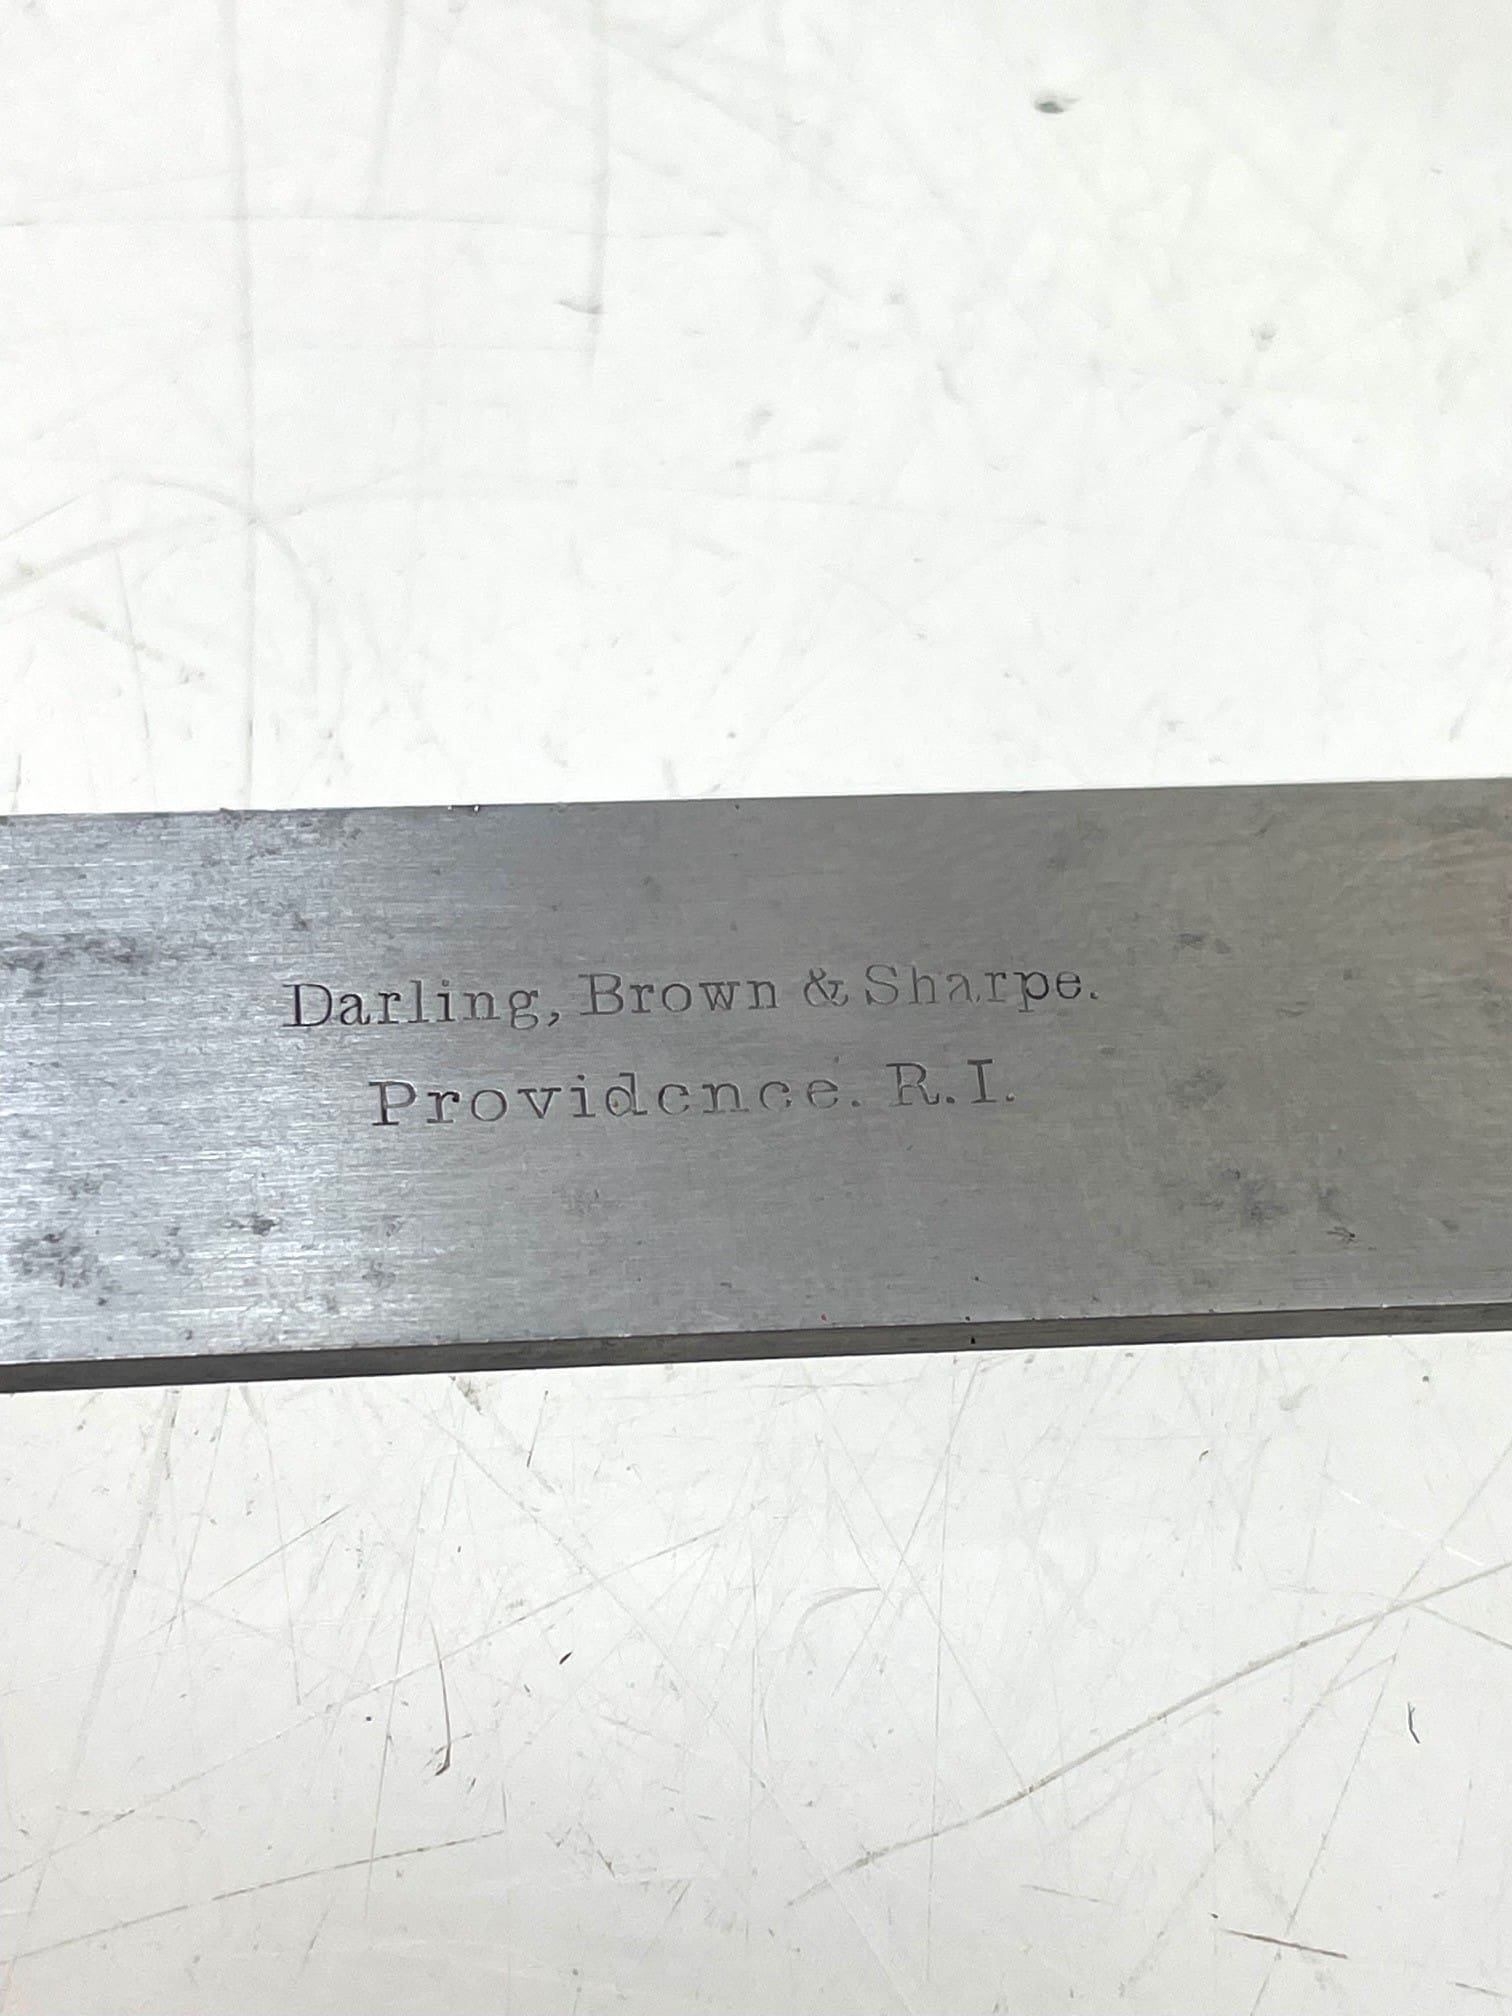 Darling, Brown & Sharpe.
Providence. R.I.